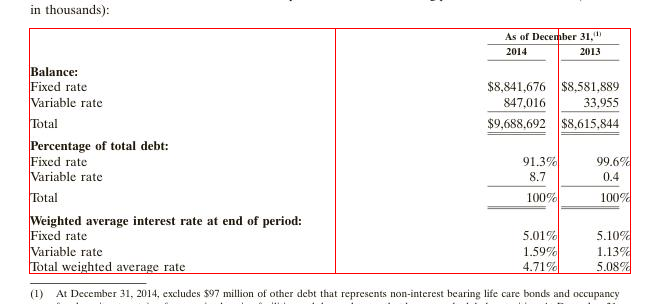 in thousands):
As of December 31,(1)
2014 2013
Balance:
Fixed rate $8,841,676 $8,581,889
Variable rate 847,016 33,955
Total $9,688,692 $8,615,844
Percentage of total debt:
Fixed rate 91.3% 99.6%
Variable rate 8.7 0.4
Total 100% 100%
Weighted average interest rate at end of period:
Fixed rate 5.01% 5.10%
Variable rate 1.59% 1.13%
Total weighted average rate 4.71% 5.08%
(1) At December 31, 2014, excludes $97 million of other debt that represents non-interest bearing life care bonds and occupancy